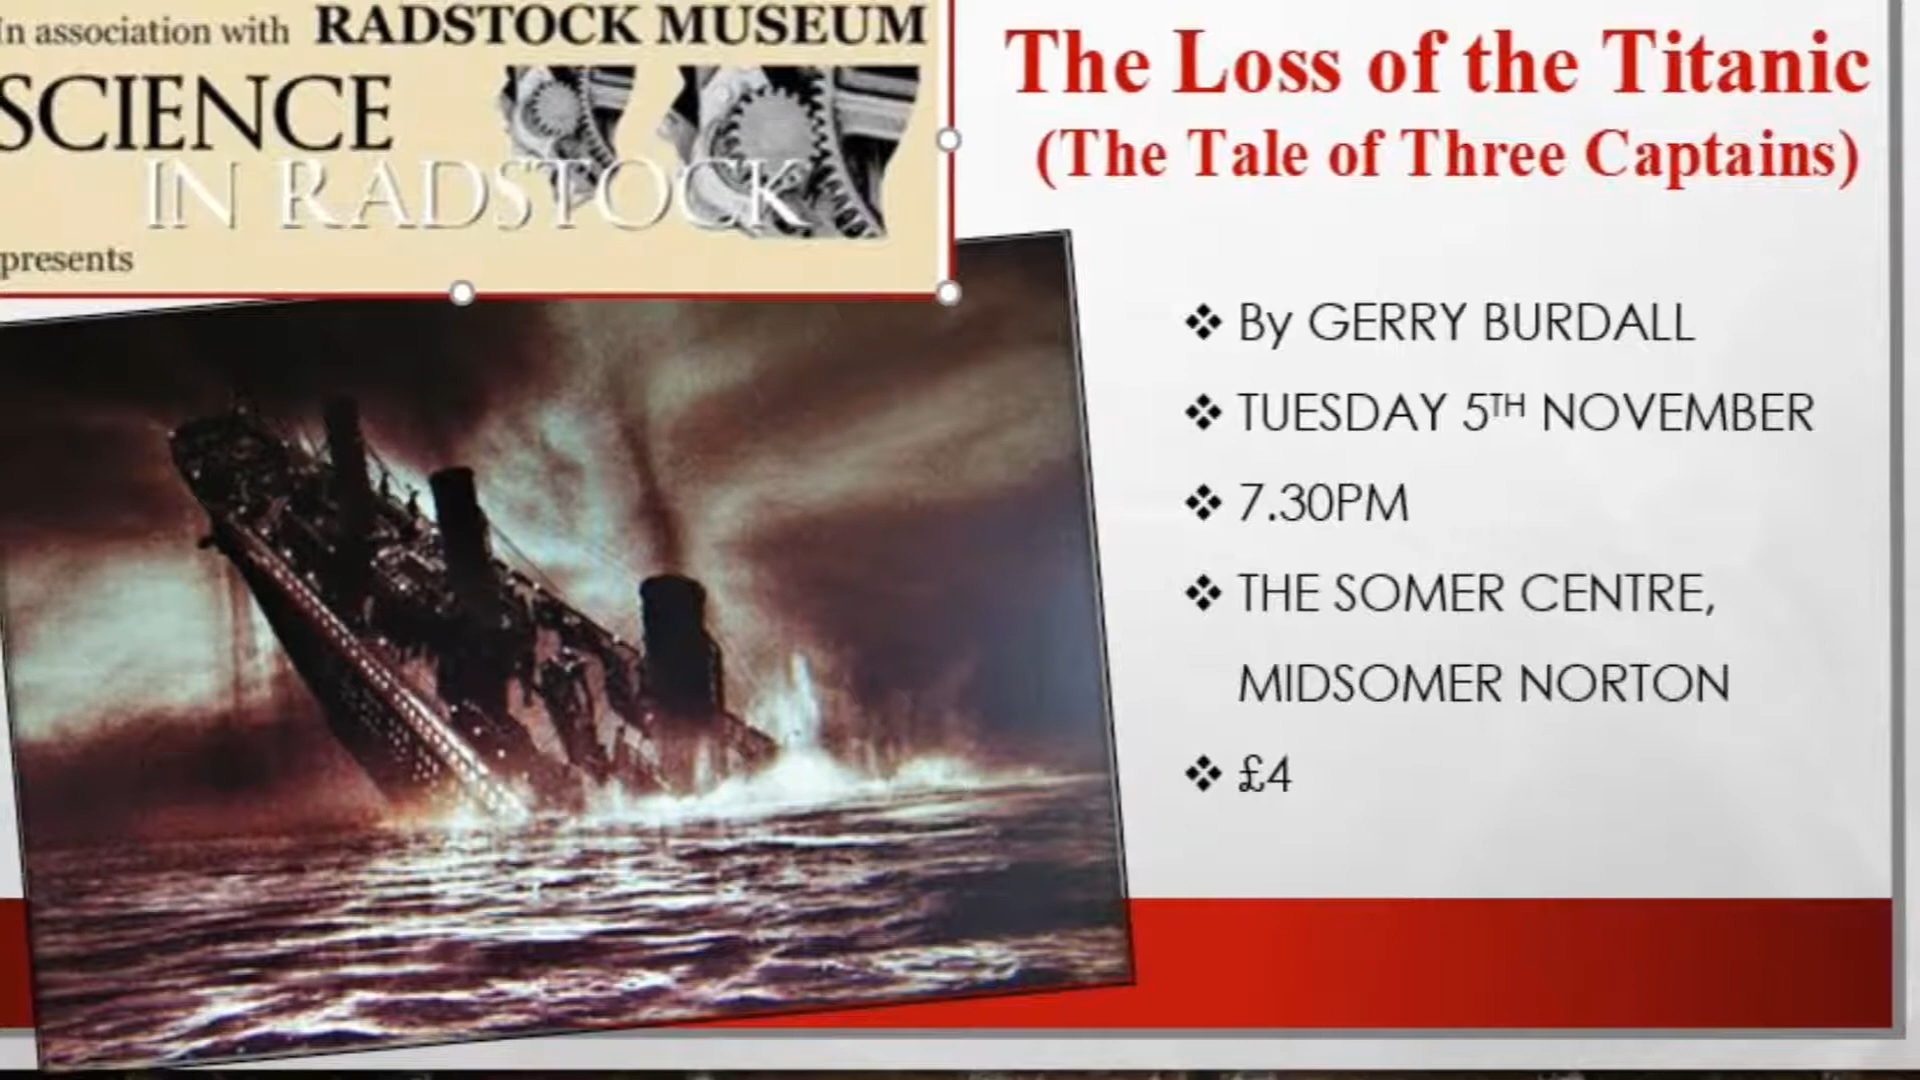 In association with RADSTOCK MUSEUM
SCIENCE
IN RADSTOCK
presents
The Loss of the Titanic
(The Tale of Three Captains)
❖ By GERRY BURDALL
❖ TUESDAY 5TH NOVEMBER
❖ 7.30PM
❖ THE SOMER CENTRE,
MIDSOMER NORTON
❖ £4